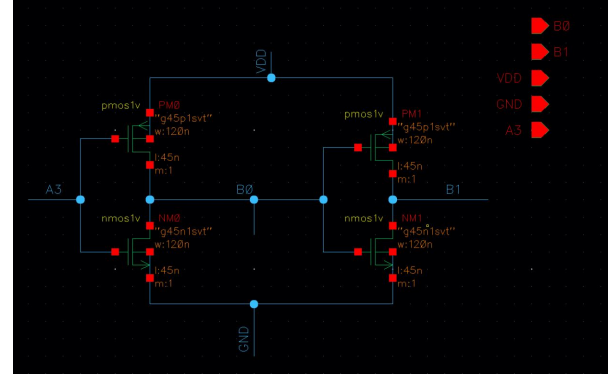 B0
B1
VDD
GND
A3
VDD
pmos1v
PM0
"g45p1svt"
w:120n
l:45n
m:1
pmos1v
PM1
"g45p1svt"
w:120n
l:45n
m:1
A3
B0
B1
nmos1v
NM0
"g45n1svt"
w:120n
l:45n
m:1
nmos1v
NM1
"g45n1svt"
w:120n
l:45n
m:1
GND